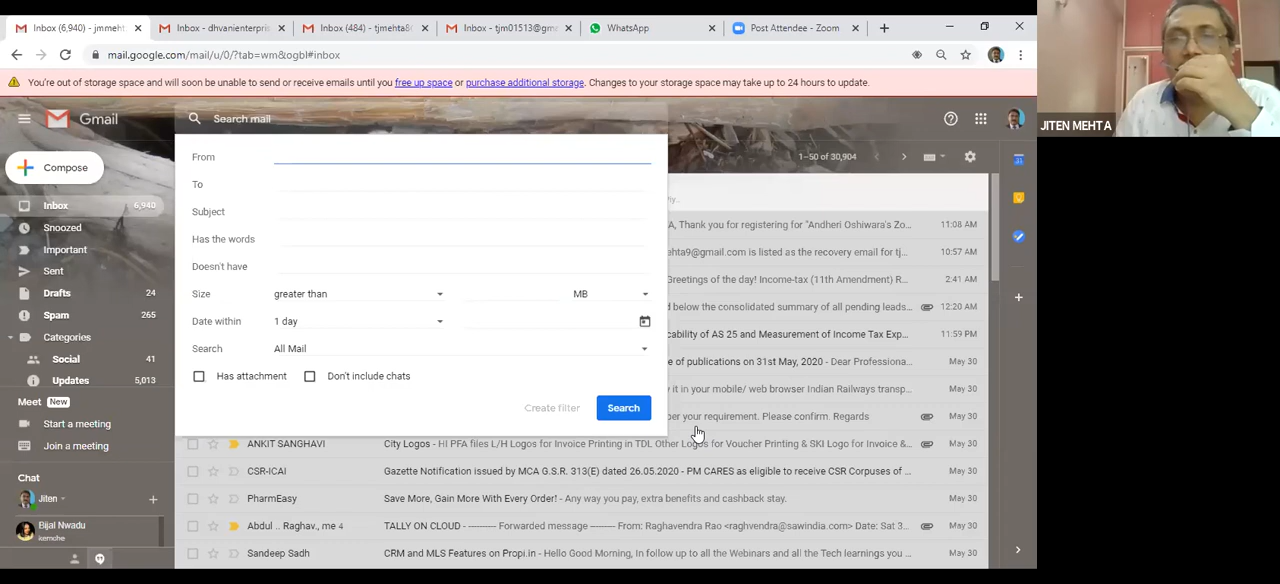 Inbox (6,940) - jmmeht
Inbox - dhvanienterpri
Inbox (484) - tjmehta8
Inbox - tjm01513@gm
WhatsApp
Post Attendee - Zoom
mail.google.com/mail/u/0/?tab=wm&ogbl#inbox
You're out of storage space and will soon be unable to send or receive emails until you free up space or purchase additional storage. Changes to your storage space may take up to 24 hours to update.
Gmail
Search mail
Compose
1–50 of 30,904
From
To
Subject
Has the words
Doesn't have
Size greater than MB
Date within 1 day
Search All Mail
Has attachment Don't include chats
Create filter Search
Inbox 6,940
Snoozed
Important
Sent
Drafts 24
Spam 265
Categories
Social 41
Updates 5,013
Meet New
Start a meeting
Join a meeting
Chat
Jiten
Bijal Nwadu
kemche
A, Thank you for registering for "Andheri Oshiwara's Zo... 11:08 AM
ehta9@gmail.com is listed as the recovery email for tj... 10:57 AM
Greetings of the day! Income-tax (11th Amendment) R... 2:41 AM
d below the consolidated summary of all pending leads... 12:20 AM
cability of AS 25 and Measurement of Income Tax Exp... 11:59 PM
e of publications on 31st May, 2020 - Dear Professiona... May 30
y it in your mobile/ web browser Indian Railways transp... May 30
per your requirement. Please confirm. Regards May 30
ANKIT SANGHAVI City Logos - HI PFA files L/H Logos for Invoice Printing in TDL Other Logos for Voucher Printing & SKI Logo for Invoice &... May 30
CSR-ICAI Gazette Notification issued by MCA G.S.R. 313(E) dated 26.05.2020 - PM CARES as eligible to receive CSR Corpuses of ... May 30
PharmEasy Save More, Gain More With Every Order! - Any way you pay, extra benefits and cashback stay. May 30
Abdul .. Raghav., me 4 TALLY ON CLOUD - ---------- Forwarded message --------- From: Raghavendra Rao <raghvendra@sawindia.com> Date: Sat 3... May 30
Sandeep Sadh CRM and MLS Features on Propi.in - Hello Good Morning, In follow up to all the Webinars and all the Tech learnings you ... May 30
JITEN MEHTA